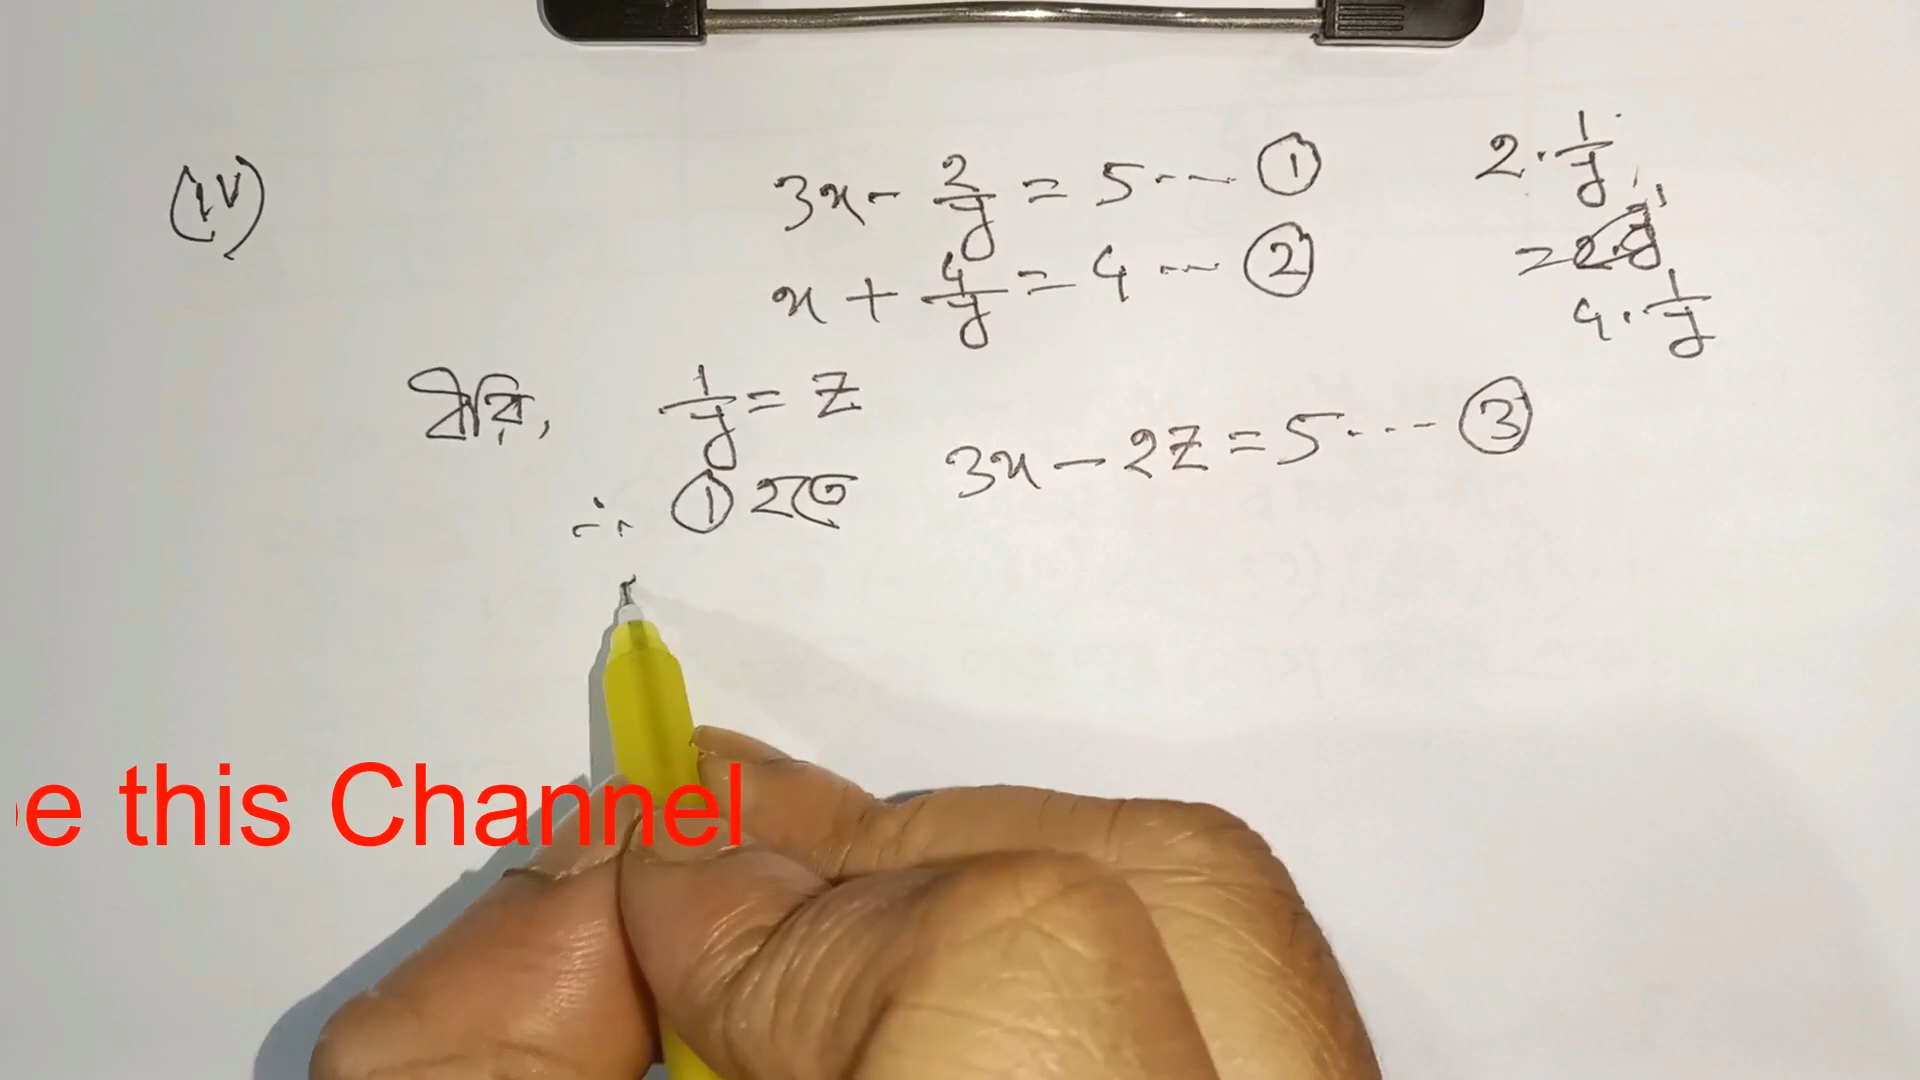 (iv)
3x - 2/y = 5 ... ①
x + 4/y = 4 ... ②
ধরি, 1/y = z
∴ ① হতে 3x - 2z = 5 ... ③
2 · 1/y
=
4 · 1/y
e this Channel